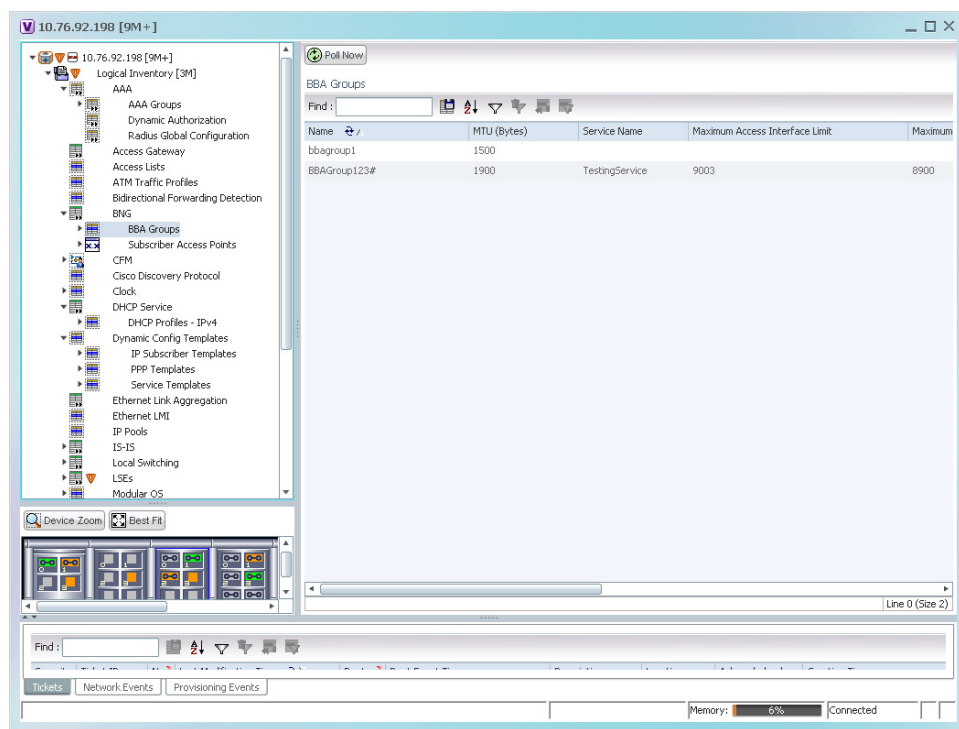 10.76.92.198 [9M+]
10.76.92.198 [9M+]
Logical Inventory [3M]
AAA
AAA Groups
Dynamic Authorization
Radius Global Configuration
Access Gateway
Access Lists
ATM Traffic Profiles
Bidirectional Forwarding Detection
BNG
BBA Groups
Subscriber Access Points
CFM
Cisco Discovery Protocol
Clock
DHCP Service
DHCP Profiles - IPv4
Dynamic Config Templates
IP Subscriber Templates
PPP Templates
Service Templates
Ethernet Link Aggregation
Ethernet LMI
IP Pools
IS-IS
Local Switching
LSEs
Modular OS
Device Zoom Best Fit
Poll Now
BBA Groups
Find :
Name MTU (Bytes) Service Name Maximum Access Interface Limit Maximum
bbagroup1 1500
BBAGroup123# 1900 TestingService 9003 8900
Line 0 (Size 2)
Find :
Tickets Network Events Provisioning Events
Memory: 6% Connected